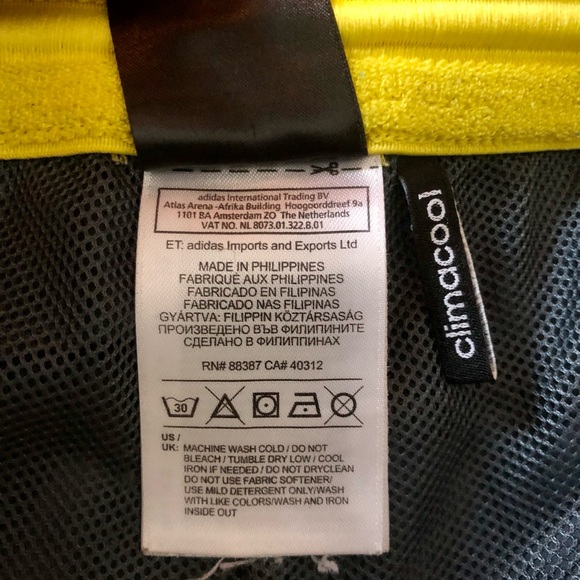 adidas International Trading BV
Atlas Arena -Afrika Building Hoogoorddreef 9a
1101 BA Amsterdam ZO The Netherlands
VAT NO. NL 8073.01.322.B.01
ET: adidas Imports and Exports Ltd
MADE IN PHILIPPINES
FABRIQUÉ AUX PHILIPPINES
FABRICADO EN FILIPINAS
FABRICADO NAS FILIPINAS
GYÁRTVA: FILIPPIN KÖZTÁRSASÁG
ПРОИЗВЕДЕНО ВЪВ ФИЛИПИНИТЕ
СДЕЛАНО В ФИЛИППИНАХ
RN# 88387 CA# 40312
30
US /
UK: MACHINE WASH COLD / DO NOT
BLEACH / TUMBLE DRY LOW / COOL
IRON IF NEEDED / DO NOT DRYCLEAN
DO NOT USE FABRIC SOFTENER/
USE MILD DETERGENT ONLY/WASH
WITH LIKE COLORS/WASH AND IRON
INSIDE OUT
climacool